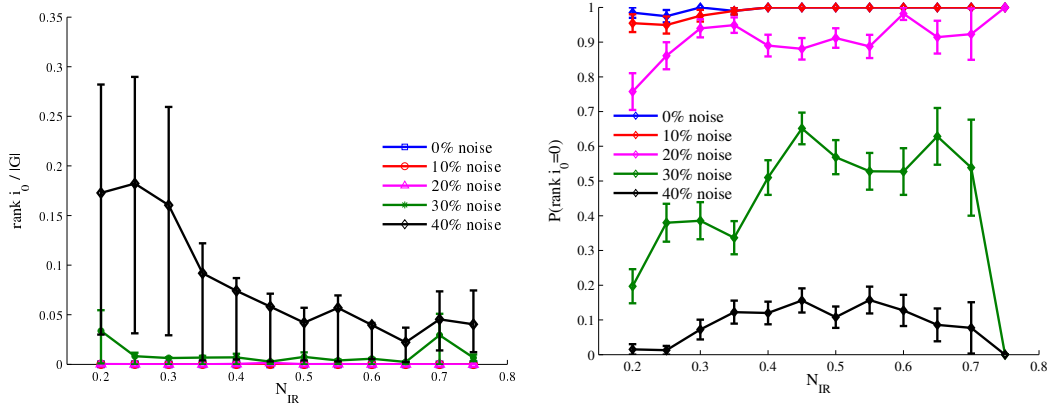 0.35
0.3
0.25
0.2
0.15
0.1
0.05
0
rank i_0 / |G|
0% noise
10% noise
20% noise
30% noise
40% noise
0.2 0.3 0.4 0.5 0.6 0.7 0.8
N_IR
1
0.9
0.8
0.7
0.6
0.5
0.4
0.3
0.2
0.1
0
P(rank i_0=0)
0% noise
10% noise
20% noise
30% noise
40% noise
0.2 0.3 0.4 0.5 0.6 0.7 0.8
N_IR